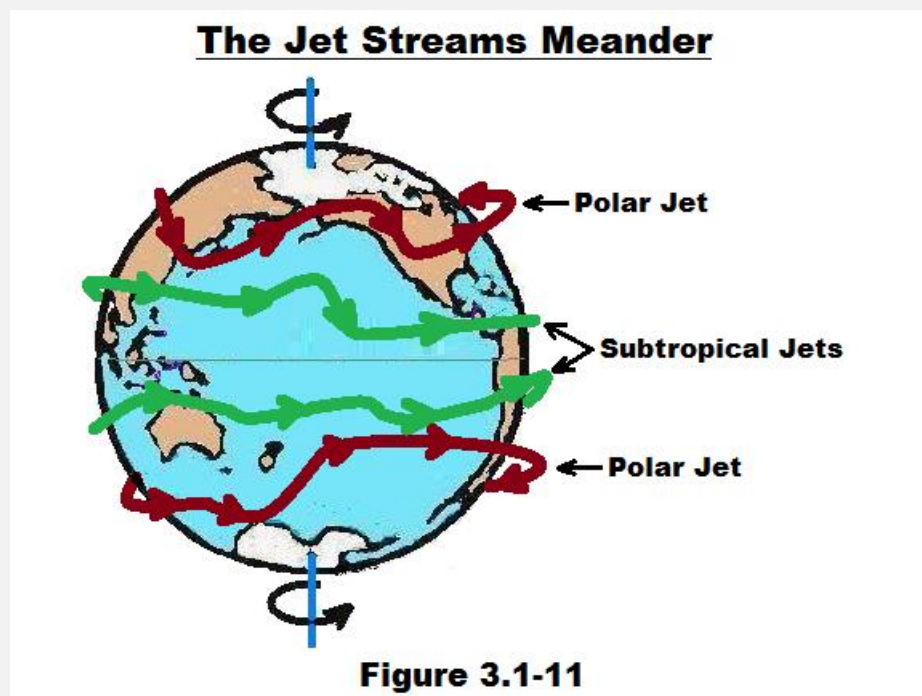 The Jet Streams Meander
Polar Jet
Subtropical Jets
Polar Jet
Figure 3.1-11